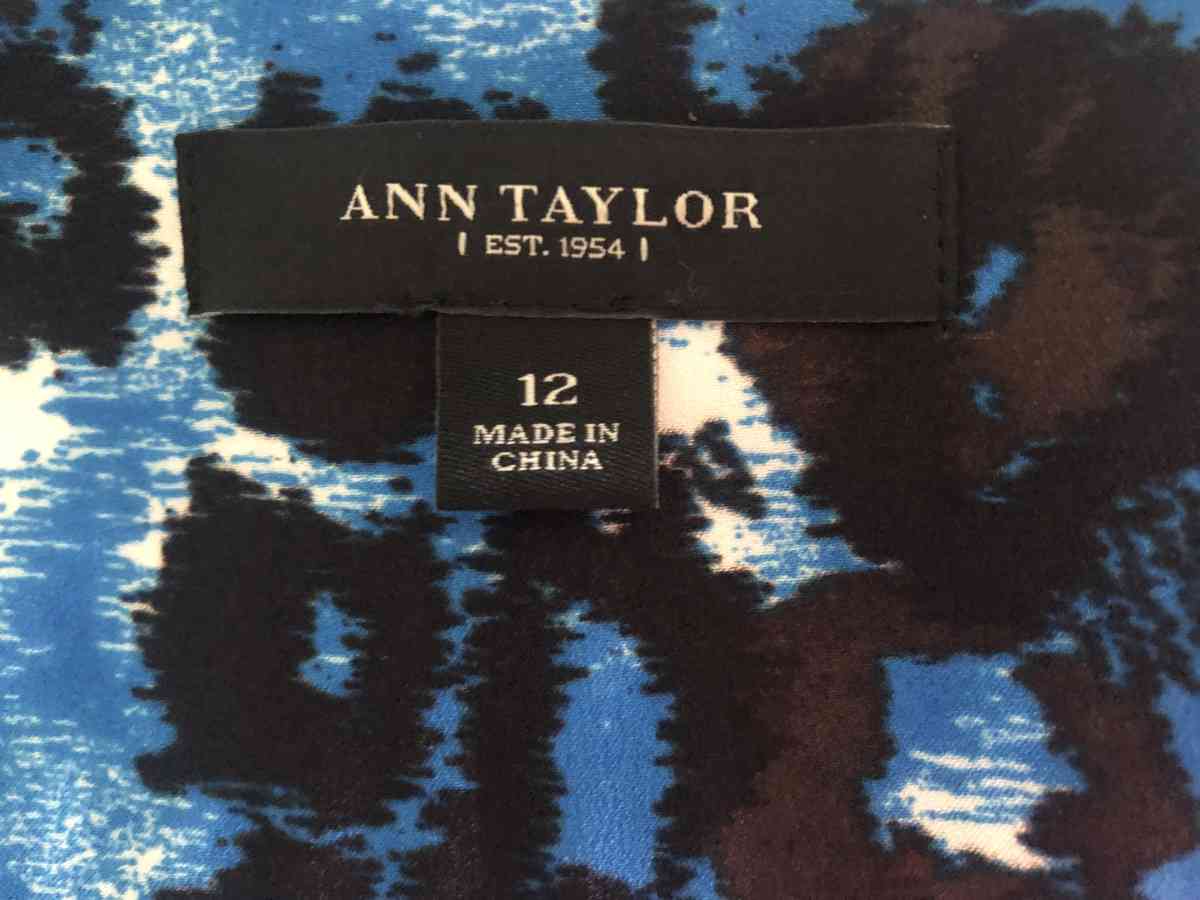 ANN TAYLOR
| EST. 1954 |
12
MADE IN
CHINA